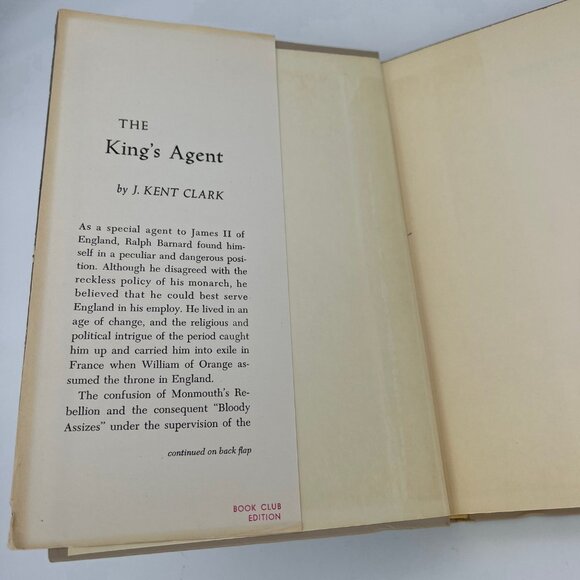 THE
King's Agent
by J. KENT CLARK
As a special agent to James II of
England, Ralph Barnard found him-
self in a peculiar and dangerous posi-
tion. Although he disagreed with the
reckless policy of his monarch, he
believed that he could best serve
England in his employ. He lived in an
age of change, and the religious and
political intrigue of the period caught
him up and carried him into exile in
France when William of Orange as-
sumed the throne in England.
The confusion of Monmouth's Re-
bellion and the consequent "Bloody
Assizes" under the supervision of the
continued on back flap
BOOK CLUB
EDITION